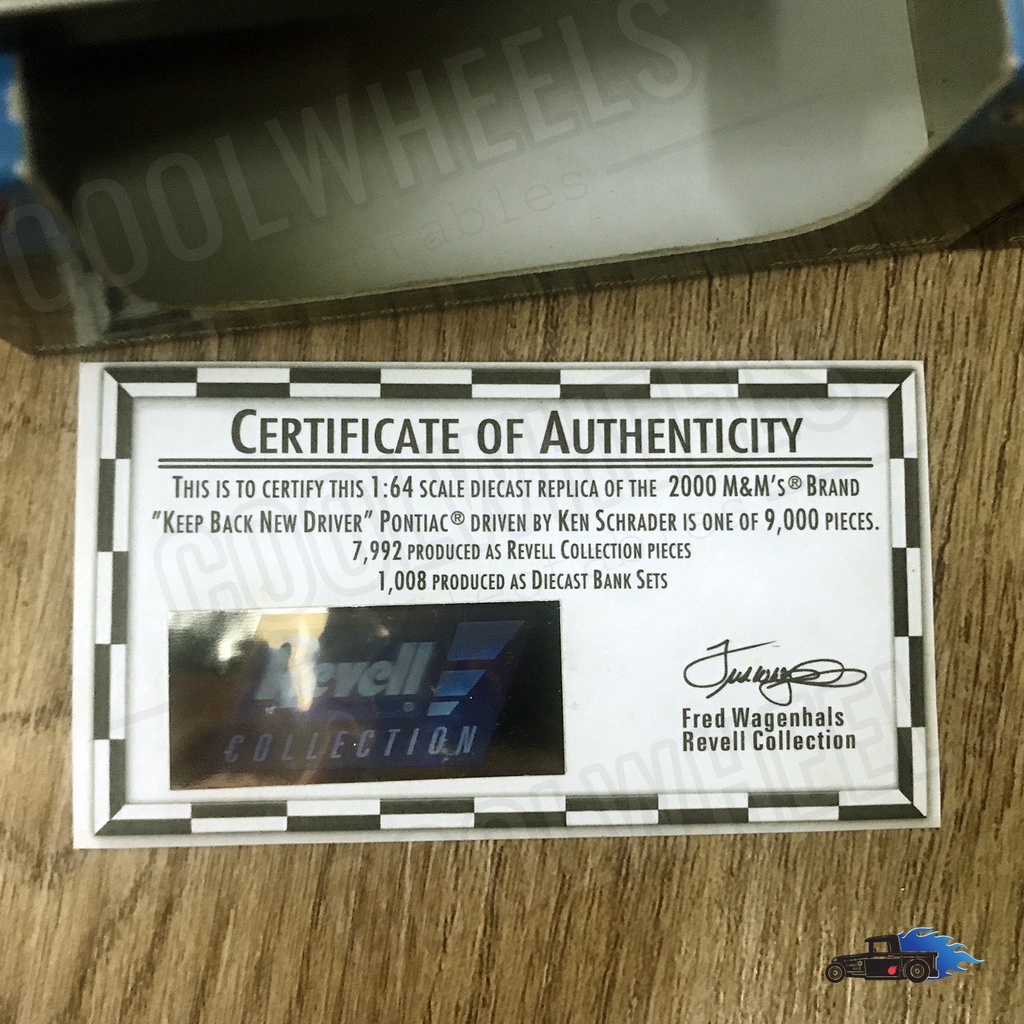 COOLWHEELS
Tables
CERTIFICATE OF AUTHENTICITY
THIS IS TO CERTIFY THIS 1:64 SCALE DIECAST REPLICA OF THE 2000 M&M'S® BRAND
"KEEP BACK NEW DRIVER" PONTIAC® DRIVEN BY KEN SCHRADER IS ONE OF 9,000 PIECES.
7,992 PRODUCED AS REVELL COLLECTION PIECES
1,008 PRODUCED AS DIECAST BANK SETS
Revell
COLLECTION
Fred Wagenhals
Revell Collection